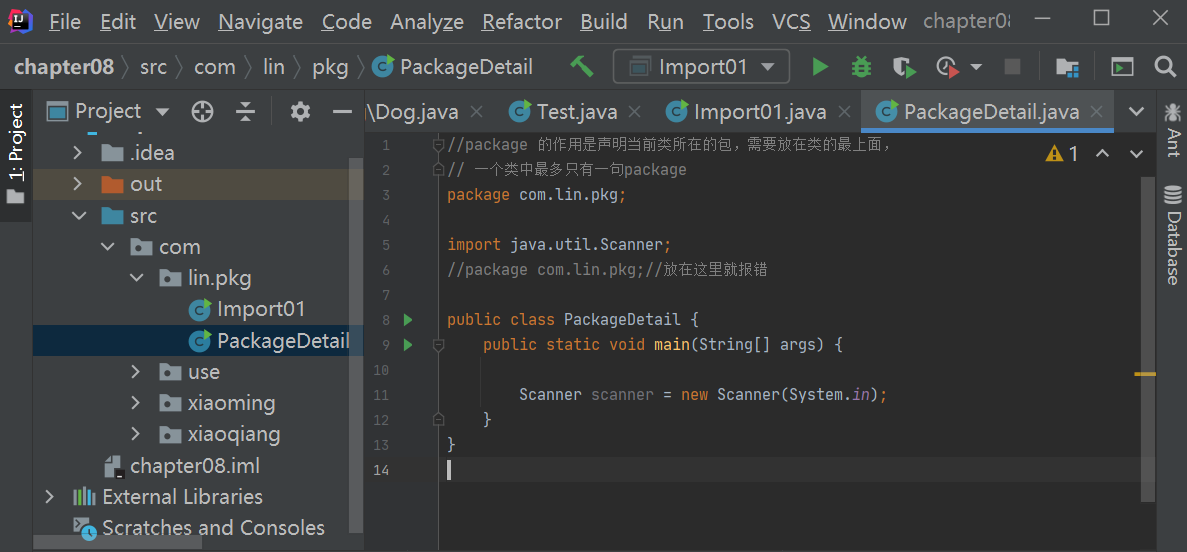 File Edit View Navigate Code Analyze Refactor Build Run Tools VCS Window chapter08
chapter08 src com lin pkg PackageDetail Import01
Project
\Dog.java Test.java Import01.java PackageDetail.java
1: Project
.idea
out
src
com
lin.pkg
Import01
PackageDetail
use
xiaoming
xiaoqiang
chapter08.iml
External Libraries
Scratches and Consoles
1 //package 的作用是声明当前类所在的包，需要放在类的最上面，
2 // 一个类中最多只有一句package
3 package com.lin.pkg;
4
5 import java.util.Scanner;
6 //package com.lin.pkg;//放在这里就报错
7
8 public class PackageDetail {
9 public static void main(String[] args) {
10
11 Scanner scanner = new Scanner(System.in);
12 }
13 }
14
1
Ant
Database